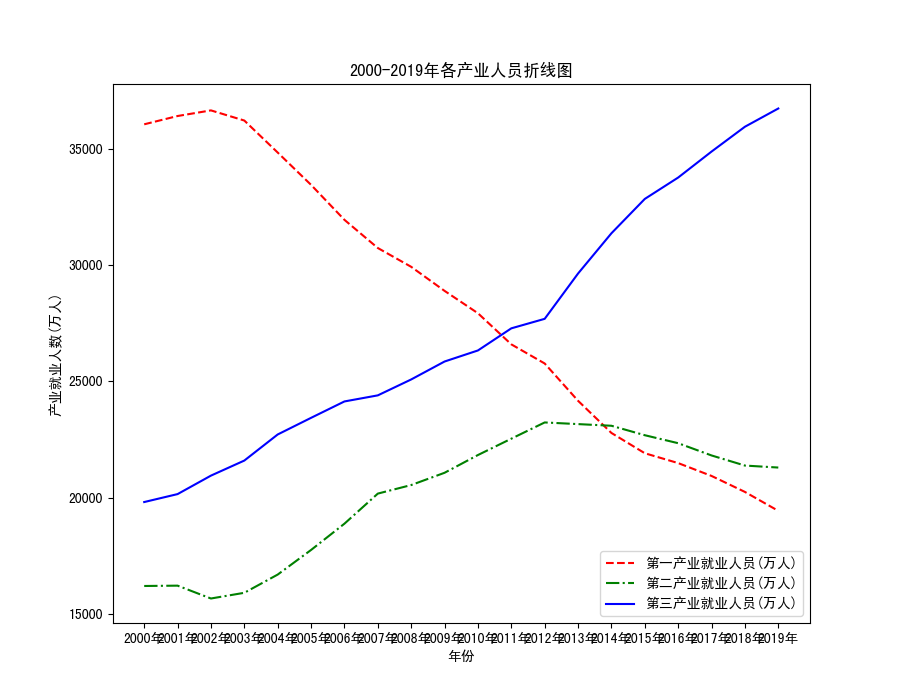 2000-2019年各产业人员折线图
产业就业人数(万人)
35000
30000
25000
20000
15000
第一产业就业人员(万人)
第二产业就业人员(万人)
第三产业就业人员(万人)
2000年2001年2002年2003年2004年2005年2006年2007年2008年2009年2010年2011年2012年2013年2014年2015年2016年2017年2018年2019年
年份